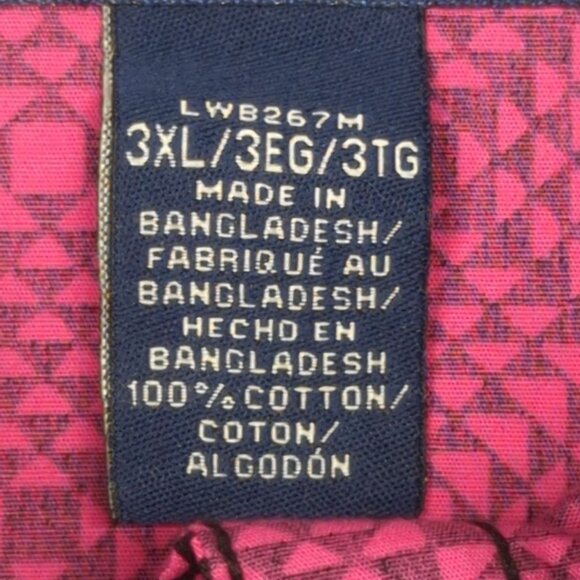 LWB267M
3XL/3EG/3TG
MADE IN
BANGLADESH/
FABRIQUÉ AU
BANGLADESH/
HECHO EN
BANGLADESH
100% COTTON/
COTON/
ALGODÓN